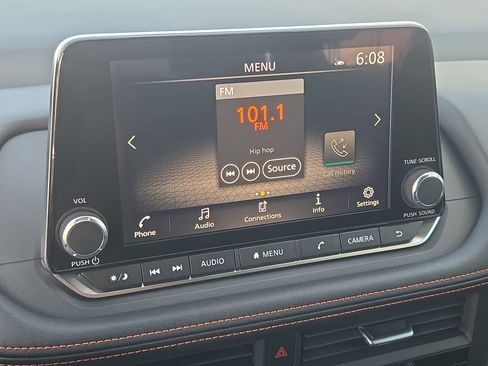 MENU
6:08
FM
101.1
FM
Hip hop
Source
Call History
VOL
TUNE·SCROLL
Phone
Audio
Connections
Info
Settings
PUSH
PUSH SOUND
AUDIO
MENU
CAMERA